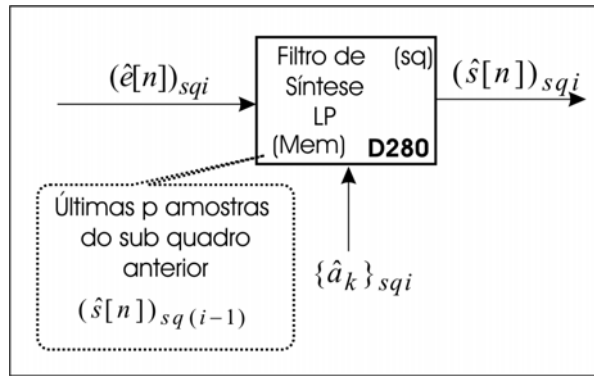 (ê[n])sqi
Filtro de (sq)
Síntese
LP
(Mem) D280
(ŝ[n])sqi
Últimas p amostras
do sub quadro
anterior
(ŝ[n])sq(i−1)
{âk}sqi